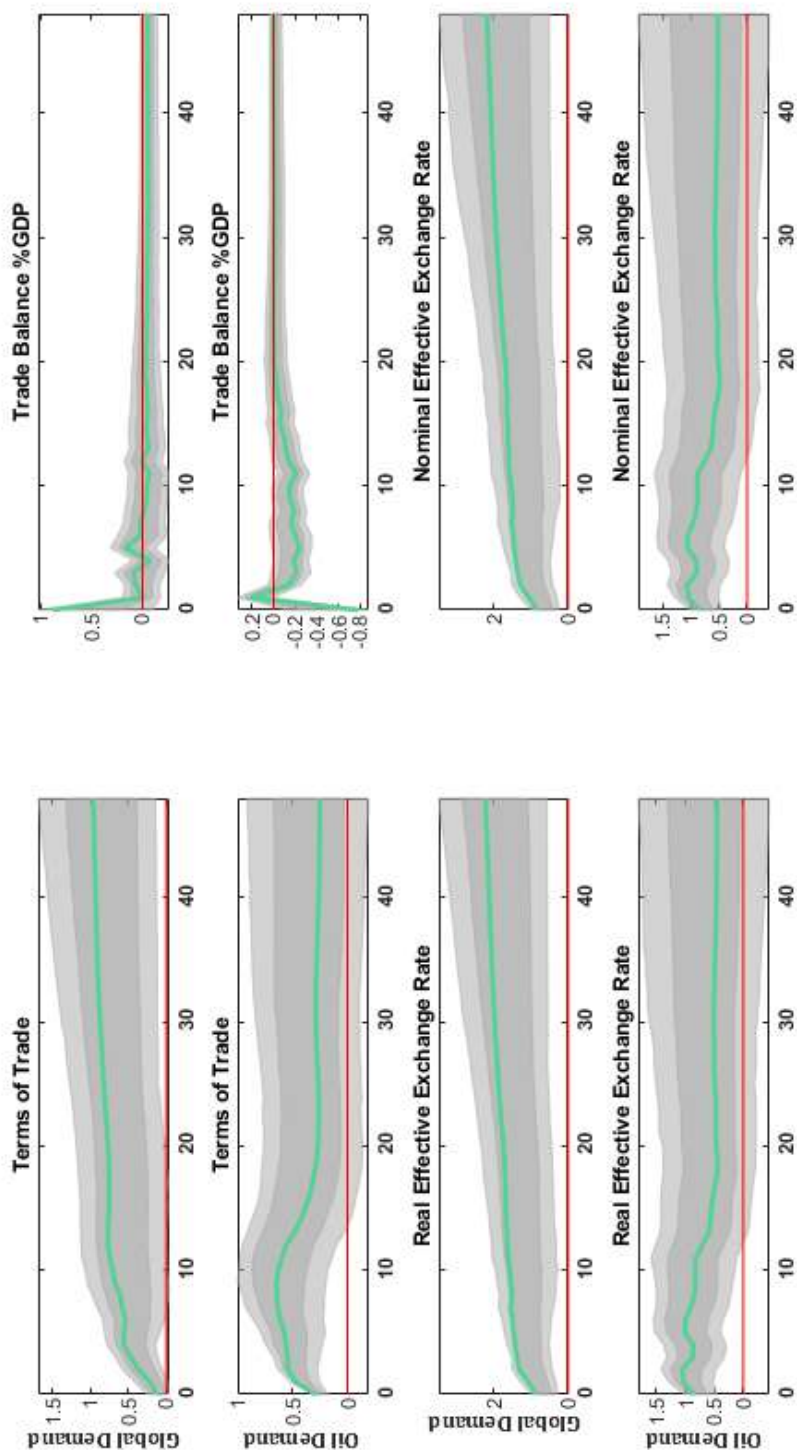 Terms of Trade
Global Demand
1.5
1
0.5
0
0 10 20 30 40
Trade Balance %GDP
1
0.5
0
0 10 20 30 40
Terms of Trade
Oil Demand
1
0.5
0
0 10 20 30 40
Trade Balance %GDP
0.2
0
-0.2
-0.4
-0.6
-0.8
0 10 20 30 40
Real Effective Exchange Rate
Global Demand
2
0
0 10 20 30 40
Nominal Effective Exchange Rate
2
0
0 10 20 30 40
Real Effective Exchange Rate
Oil Demand
1.5
1
0.5
0
0 10 20 30 40
Nominal Effective Exchange Rate
1.5
1
0.5
0
0 10 20 30 40